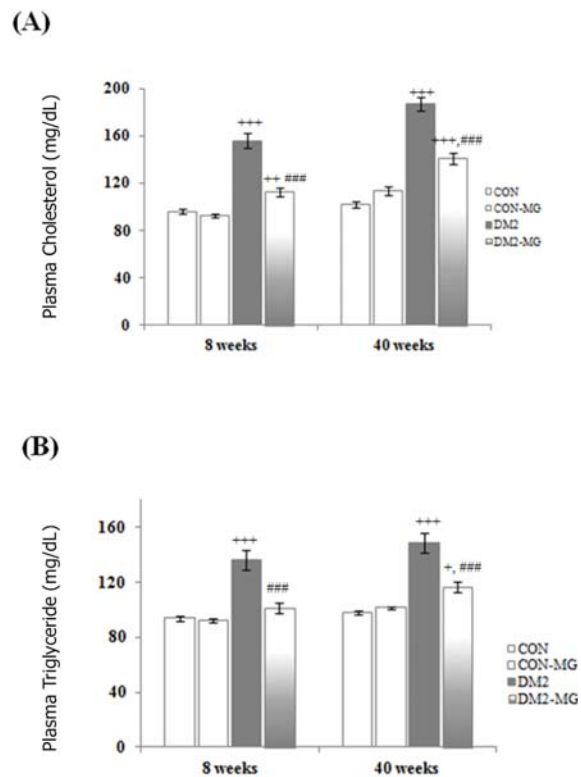 (A)
Plasma Cholesterol (mg/dL)
200
160
120
80
40
0
+++
++ ###
+++
+++, ###
8 weeks
40 weeks
CON
CON-MG
DM2
DM2-MG
(B)
Plasma Triglyceride (mg/dL)
160
120
80
40
0
+++
###
+++
+, ###
8 weeks
40 weeks
CON
CON-MG
DM2
DM2-MG